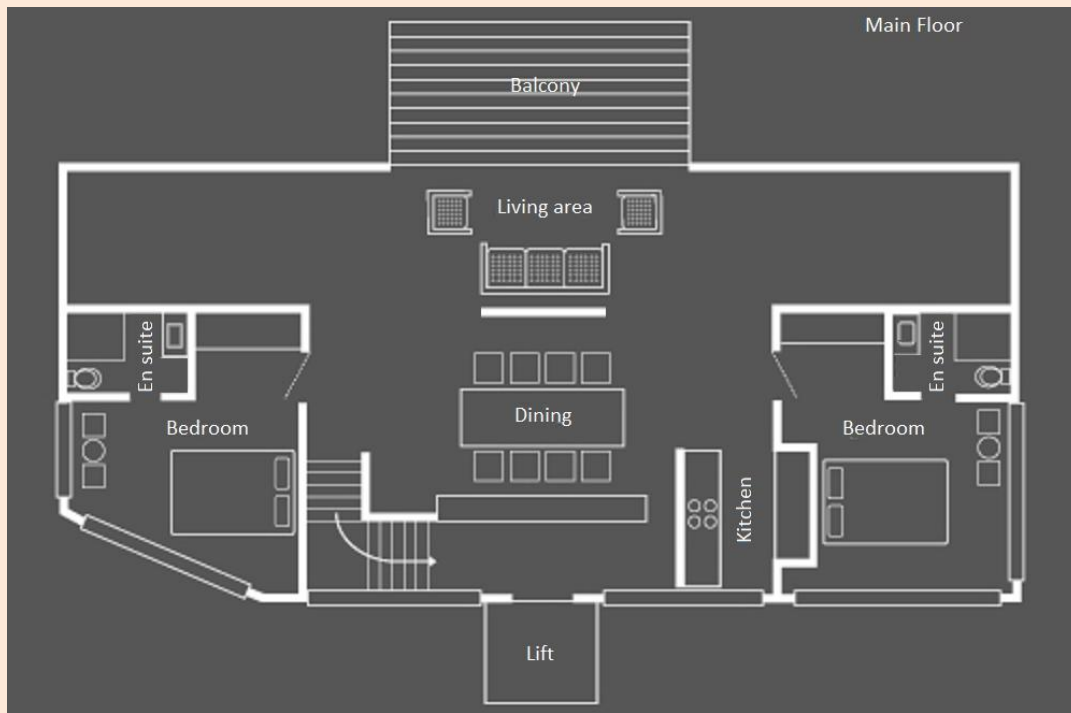 Main Floor
Balcony
Living area
En suite
En suite
Dining
Bedroom
Bedroom
Kitchen
Lift